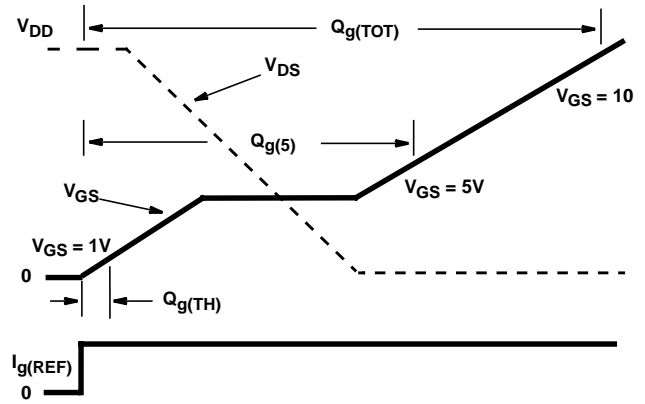 V_DD
Q_g(TOT)
V_DS
V_GS = 10
Q_g(5)
V_GS
V_GS = 5V
V_GS = 1V
0
Q_g(TH)
I_g(REF)
0